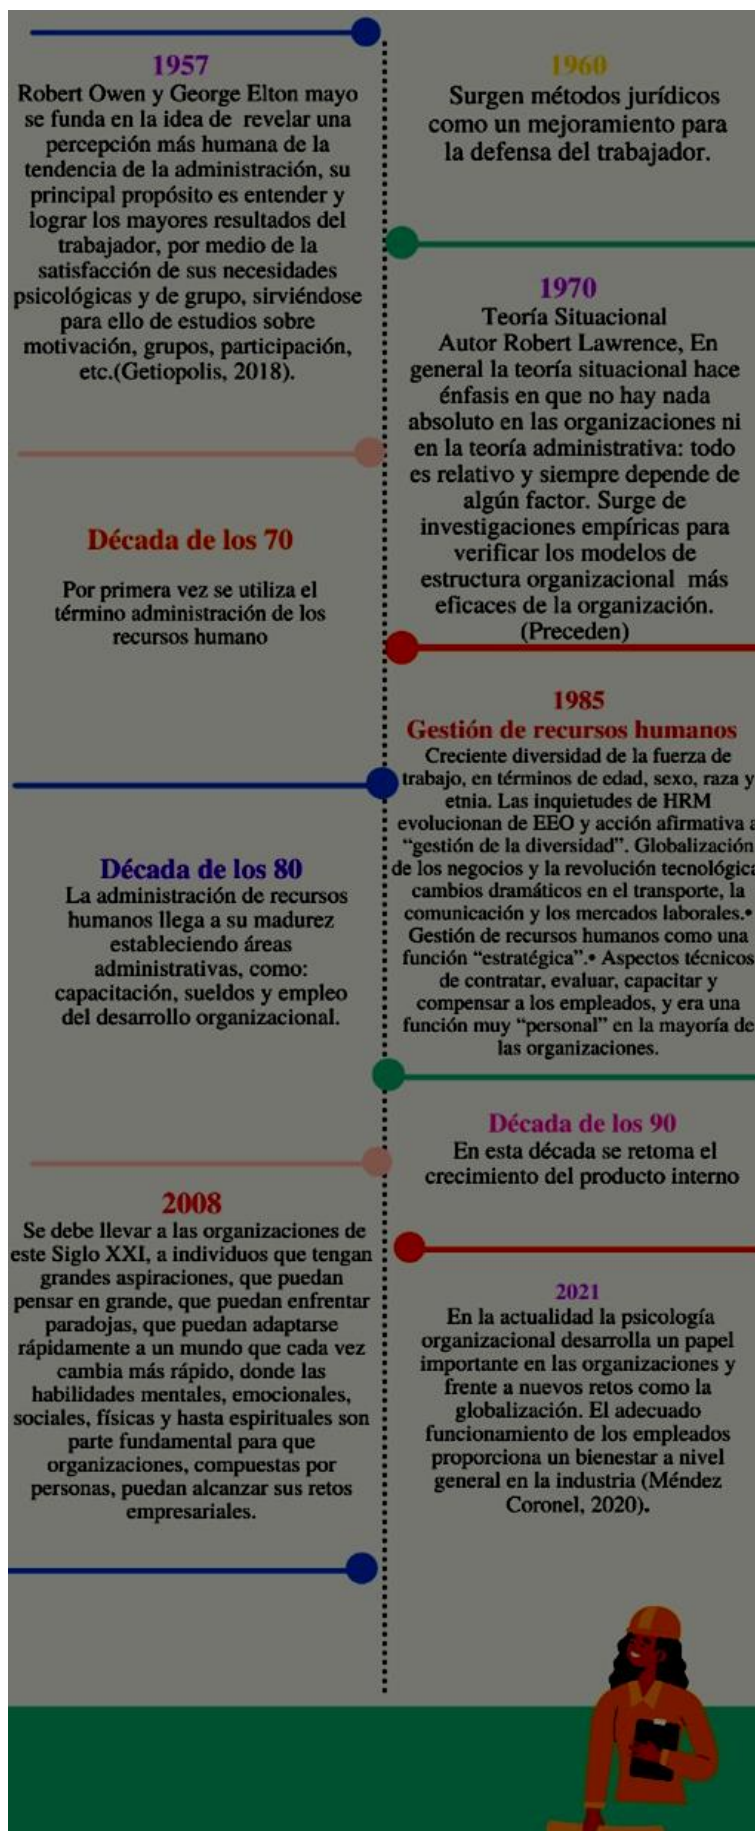 1957
Robert Owen y George Elton mayo
se funda en la idea de revelar una
percepción más humana de la
tendencia de la administración, su
principal propósito es entender y
lograr los mayores resultados del
trabajador, por medio de la
satisfacción de sus necesidades
psicológicas y de grupo, sirviéndose
para ello de estudios sobre
motivación, grupos, participación,
etc.(Getiopolis, 2018).
1960
Surgen métodos jurídicos
como un mejoramiento para
la defensa del trabajador.
1970
Teoría Situacional
Autor Robert Lawrence, En
general la teoría situacional hace
énfasis en que no hay nada
absoluto en las organizaciones ni
en la teoría administrativa: todo
es relativo y siempre depende de
algún factor. Surge de
investigaciones empíricas para
verificar los modelos de
estructura organizacional más
eficaces de la organización.
(Preceden)
Década de los 70
Por primera vez se utiliza el
término administración de los
recursos humano
1985
Gestión de recursos humanos
Creciente diversidad de la fuerza de
trabajo, en términos de edad, sexo, raza y
etnia. Las inquietudes de HRM
evolucionan de EEO y acción afirmativa a
“gestión de la diversidad”. Globalización
de los negocios y la revolución tecnológica
cambios dramáticos en el transporte, la
comunicación y los mercados laborales.•
Gestión de recursos humanos como una
función “estratégica”.• Aspectos técnicos
de contratar, evaluar, capacitar y
compensar a los empleados, y era una
función muy “personal” en la mayoría de
las organizaciones.
Década de los 80
La administración de recursos
humanos llega a su madurez
estableciendo áreas
administrativas, como:
capacitación, sueldos y empleo
del desarrollo organizacional.
Década de los 90
En esta década se retoma el
crecimiento del producto interno
2008
Se debe llevar a las organizaciones de
este Siglo XXI, a individuos que tengan
grandes aspiraciones, que puedan
pensar en grande, que puedan enfrentar
paradojas, que puedan adaptarse
rápidamente a un mundo que cada vez
cambia más rápido, donde las
habilidades mentales, emocionales,
sociales, físicas y hasta espirituales son
parte fundamental para que
organizaciones, compuestas por
personas, puedan alcanzar sus retos
empresariales.
2021
En la actualidad la psicología
organizacional desarrolla un papel
importante en las organizaciones y
frente a nuevos retos como la
globalización. El adecuado
funcionamiento de los empleados
proporciona un bienestar a nivel
general en la industria (Méndez
Coronel, 2020).